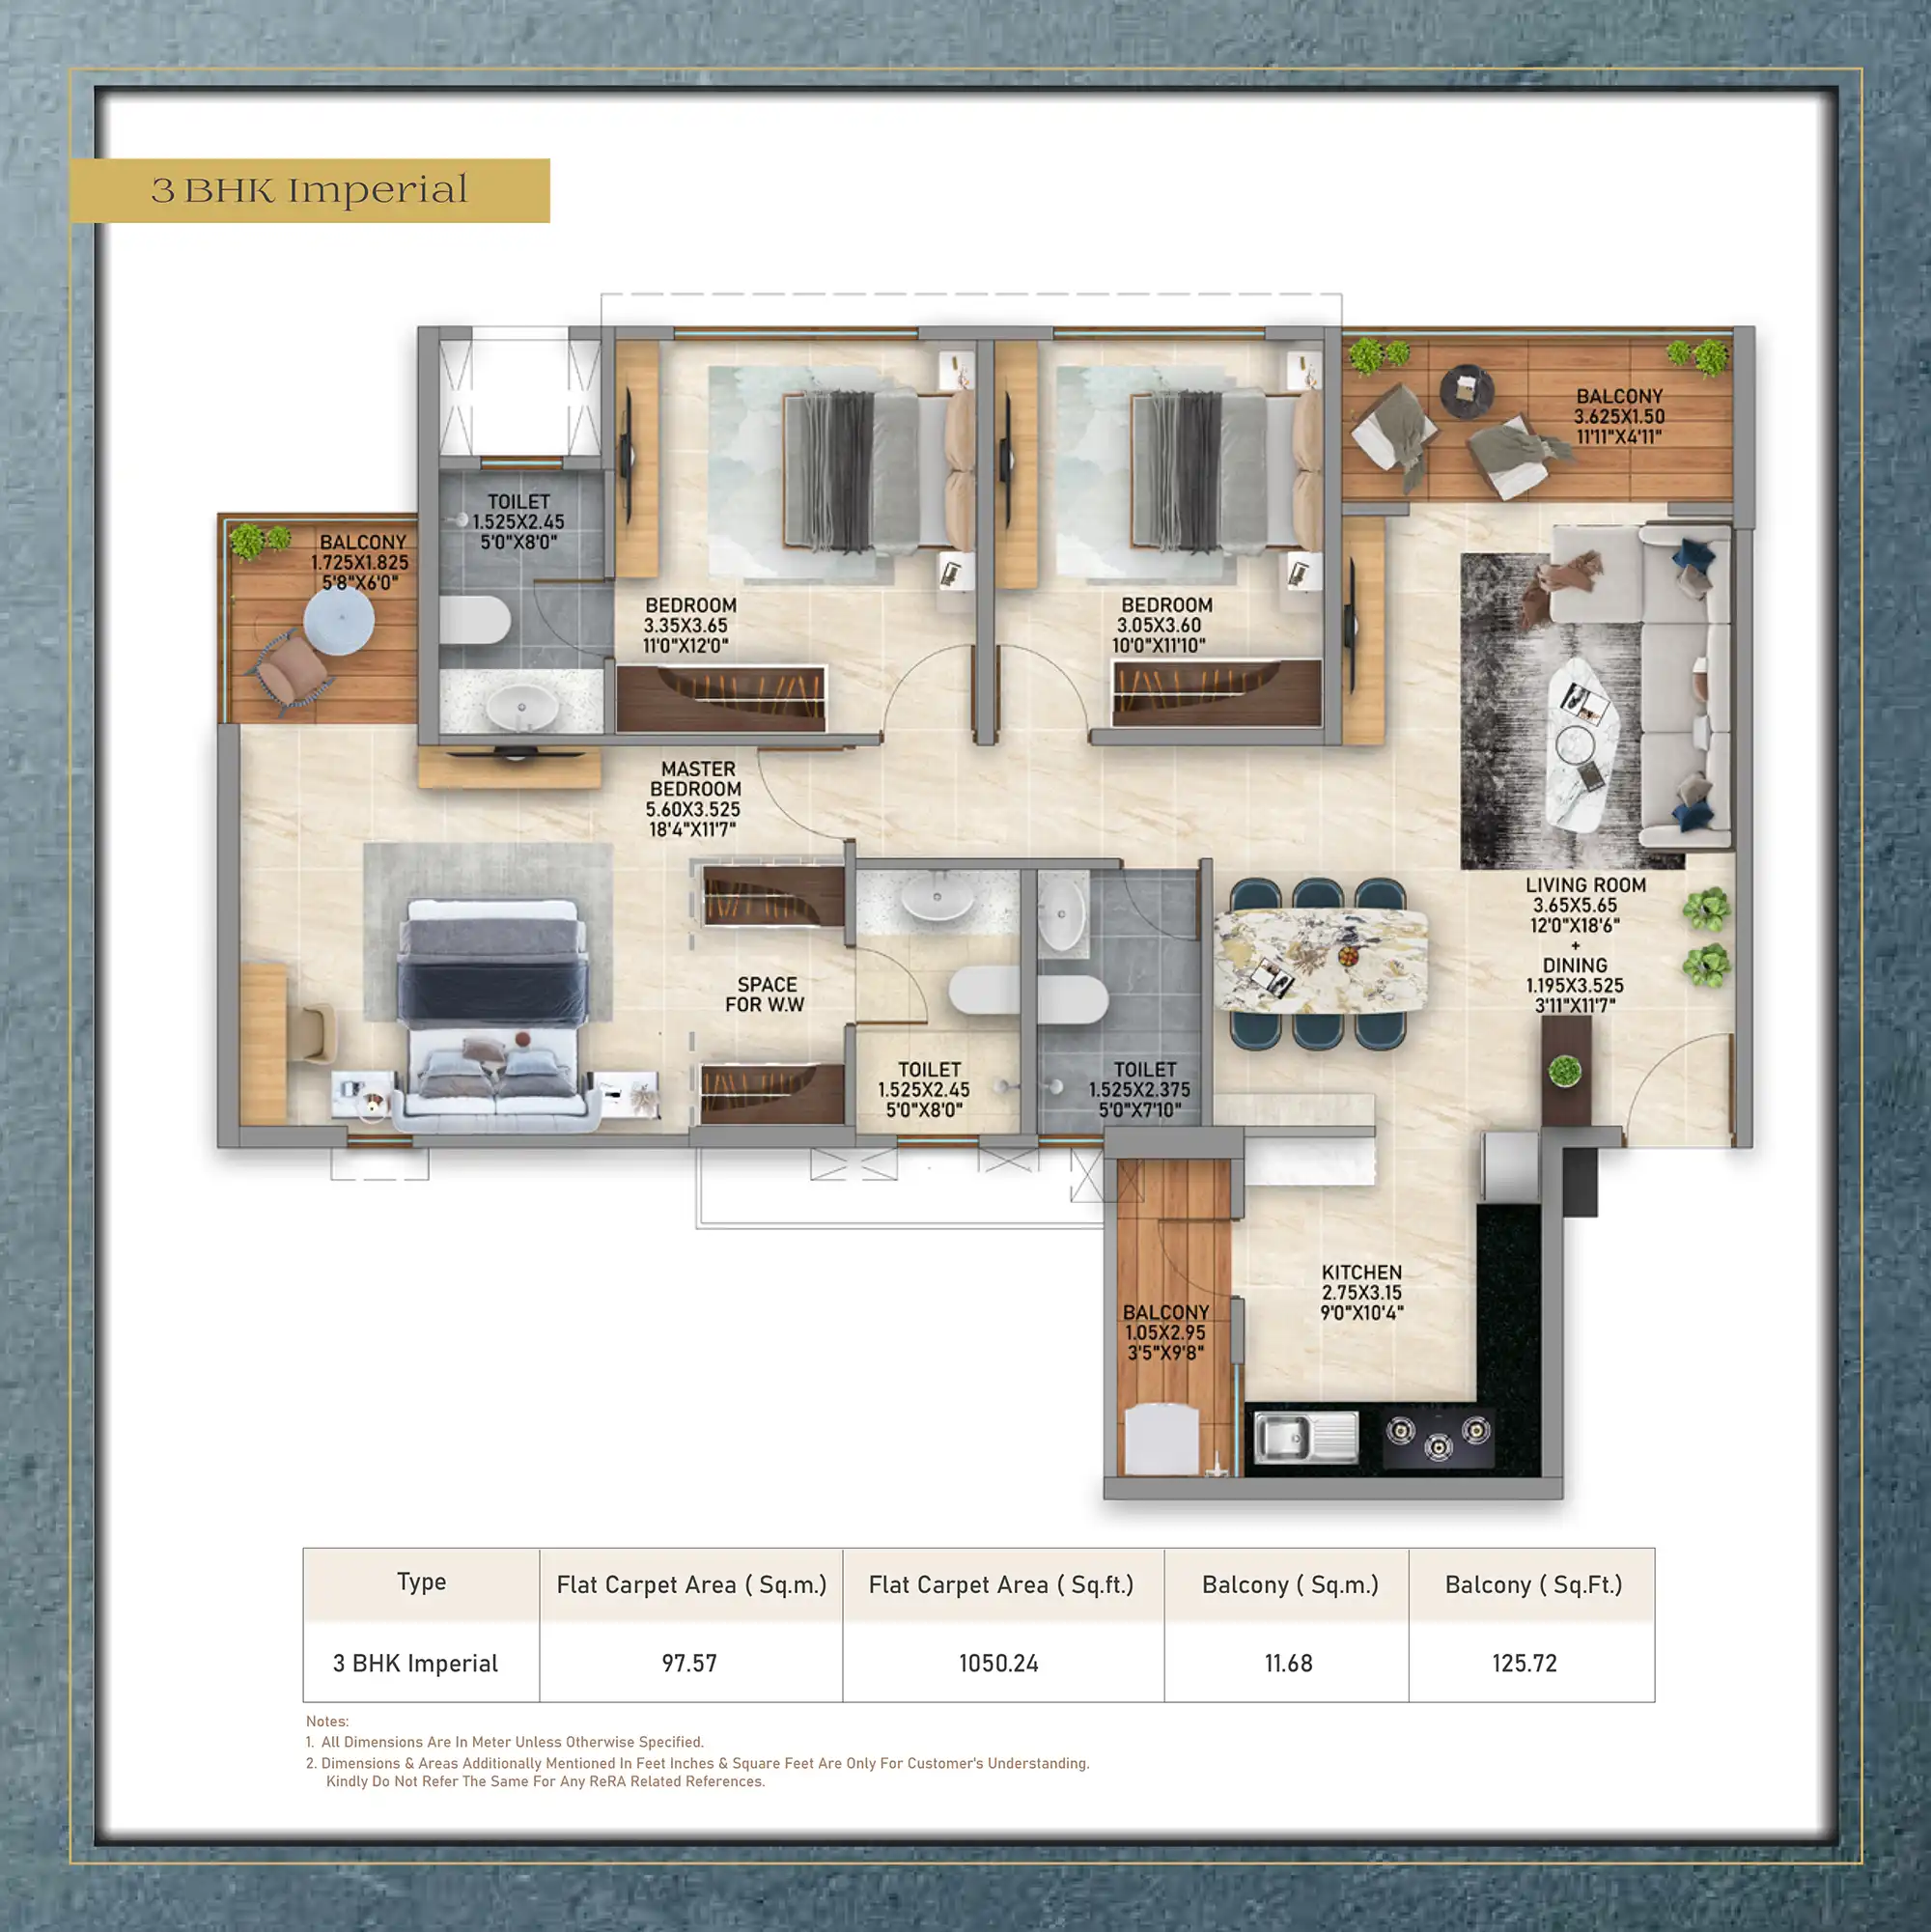 3 BHK Imperial
BALCONY
3.625X1.50
11'11"X4'11"
TOILET
1.525X2.45
5'0"X8'0"
BALCONY
1.725X1.825
5'8"X6'0"
BEDROOM
3.35X3.65
11'0"X12'0"
BEDROOM
3.05X3.60
10'0"X11'10"
MASTER
BEDROOM
5.60X3.525
18'4"X11'7"
LIVING ROOM
3.65X5.65
12'0"X18'6"
+
DINING
1.195X3.525
3'11"X11'7"
SPACE
FOR W.W
TOILET
1.525X2.45
5'0"X8'0"
TOILET
1.525X2.375
5'0"X7'10"
KITCHEN
2.75X3.15
9'0"X10'4"
BALCONY
1.05X2.95
3'5"X9'8"
Type Flat Carpet Area ( Sq.m.) Flat Carpet Area ( Sq.ft.) Balcony ( Sq.m.) Balcony ( Sq.Ft.)
3 BHK Imperial 97.57 1050.24 11.68 125.72
Notes:
1. All Dimensions Are In Meter Unless Otherwise Specified.
2. Dimensions & Areas Additionally Mentioned In Feet Inches & Square Feet Are Only For Customer's Understanding.
Kindly Do Not Refer The Same For Any ReRA Related References.